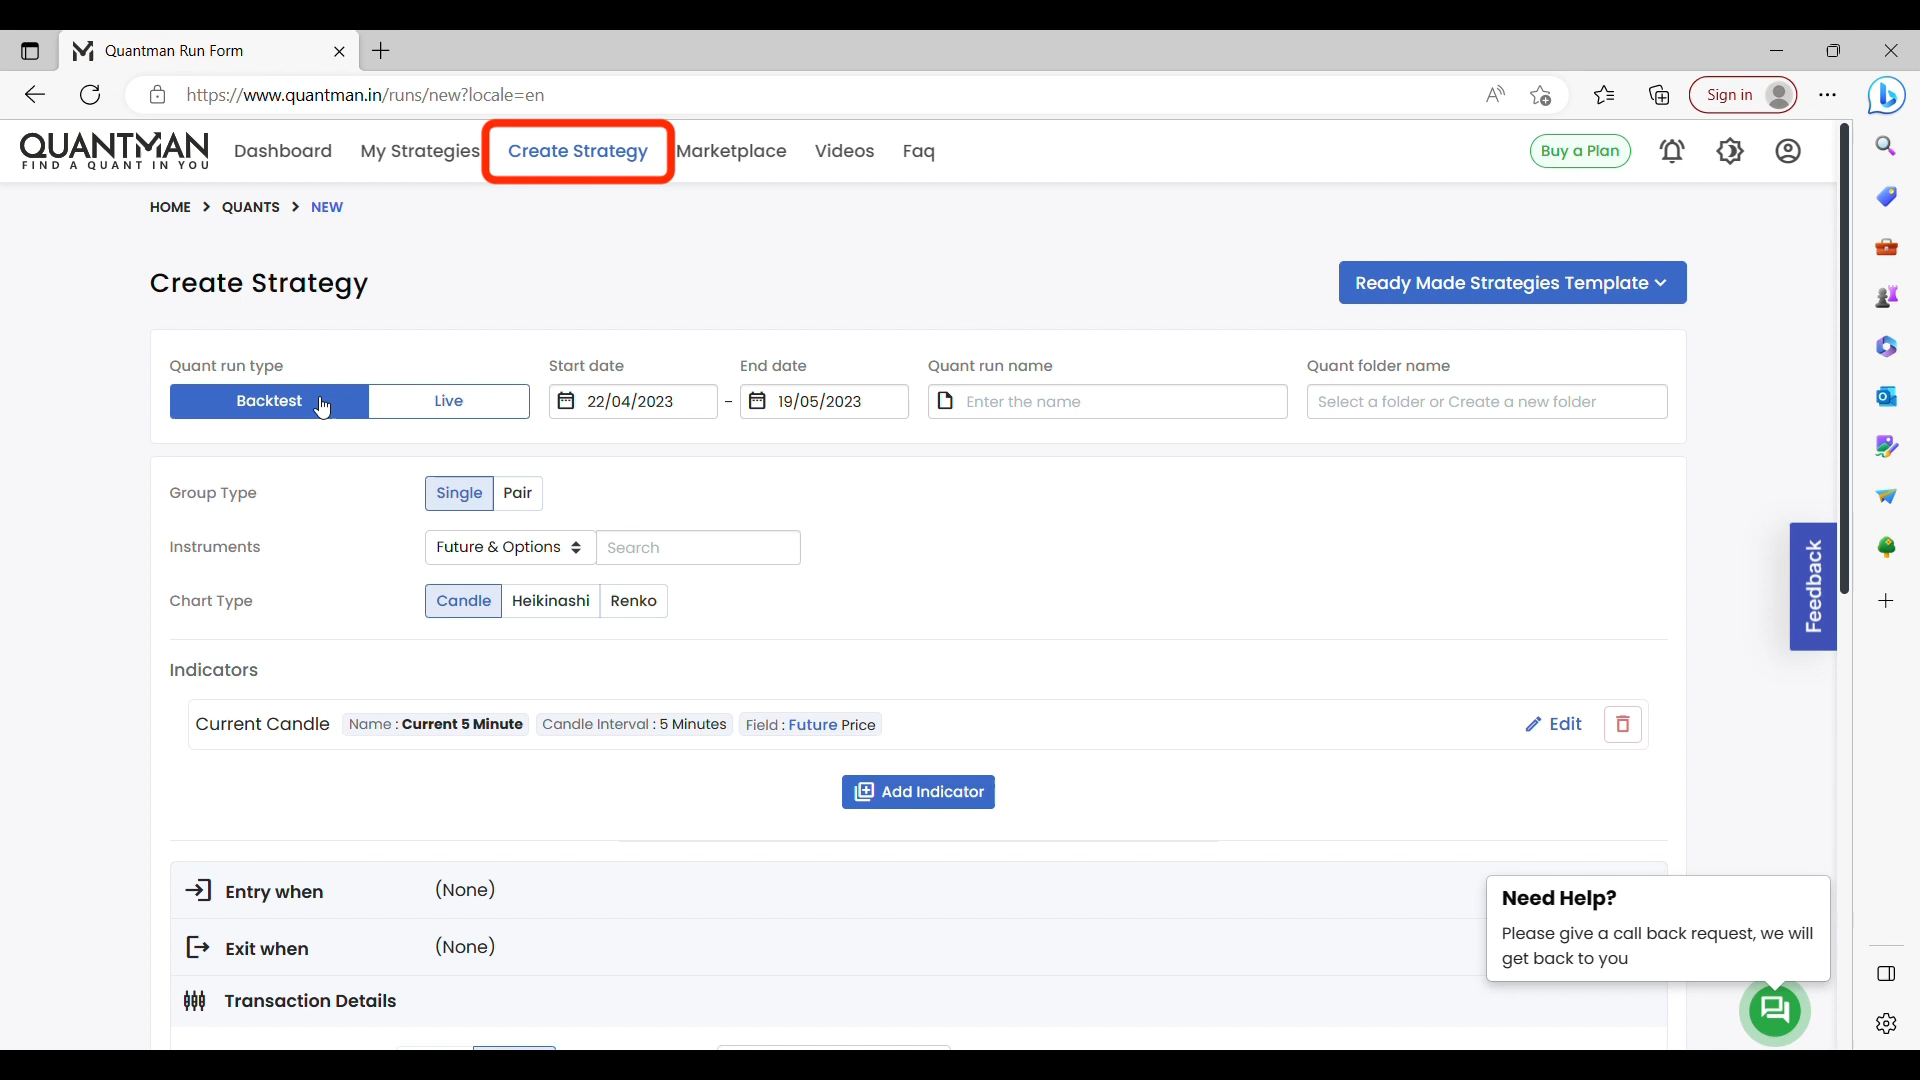 Quantman Run Form
https://www.quantman.in/runs/new?locale=en
Sign in
QUANTMAN
FIND A QUANT IN YOU
Dashboard My Strategies Create Strategy Marketplace Videos Faq Buy a Plan
HOME > QUANTS > NEW
Create Strategy
Ready Made Strategies Template
Quant run type Start date End date Quant run name Quant folder name
Backtest Live 22/04/2023 - 19/05/2023 Enter the name Select a folder or Create a new folder
Group Type Single Pair
Instruments Future & Options Search
Chart Type Candle Heikinashi Renko
Feedback
Indicators
Current Candle Name : Current 5 Minute Candle Interval : 5 Minutes Field : Future Price Edit
Add Indicator
Entry when (None)
Exit when (None)
Transaction Details
Need Help?
Please give a call back request, we will
get back to you